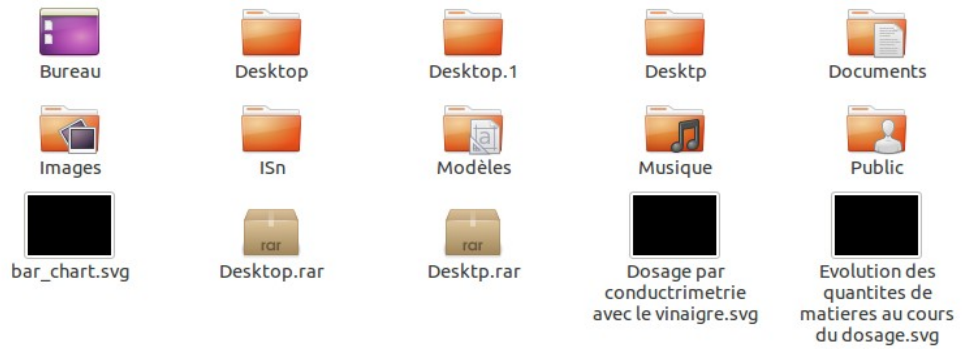 Bureau
Desktop
Desktop.1
Desktp
Documents
Images
ISn
Modèles
Musique
Public
bar_chart.svg
rar
Desktop.rar
rar
Desktp.rar
Dosage par
conductrimetrie
avec le vinaigre.svg
Evolution des
quantites de
matieres au cours
du dosage.svg